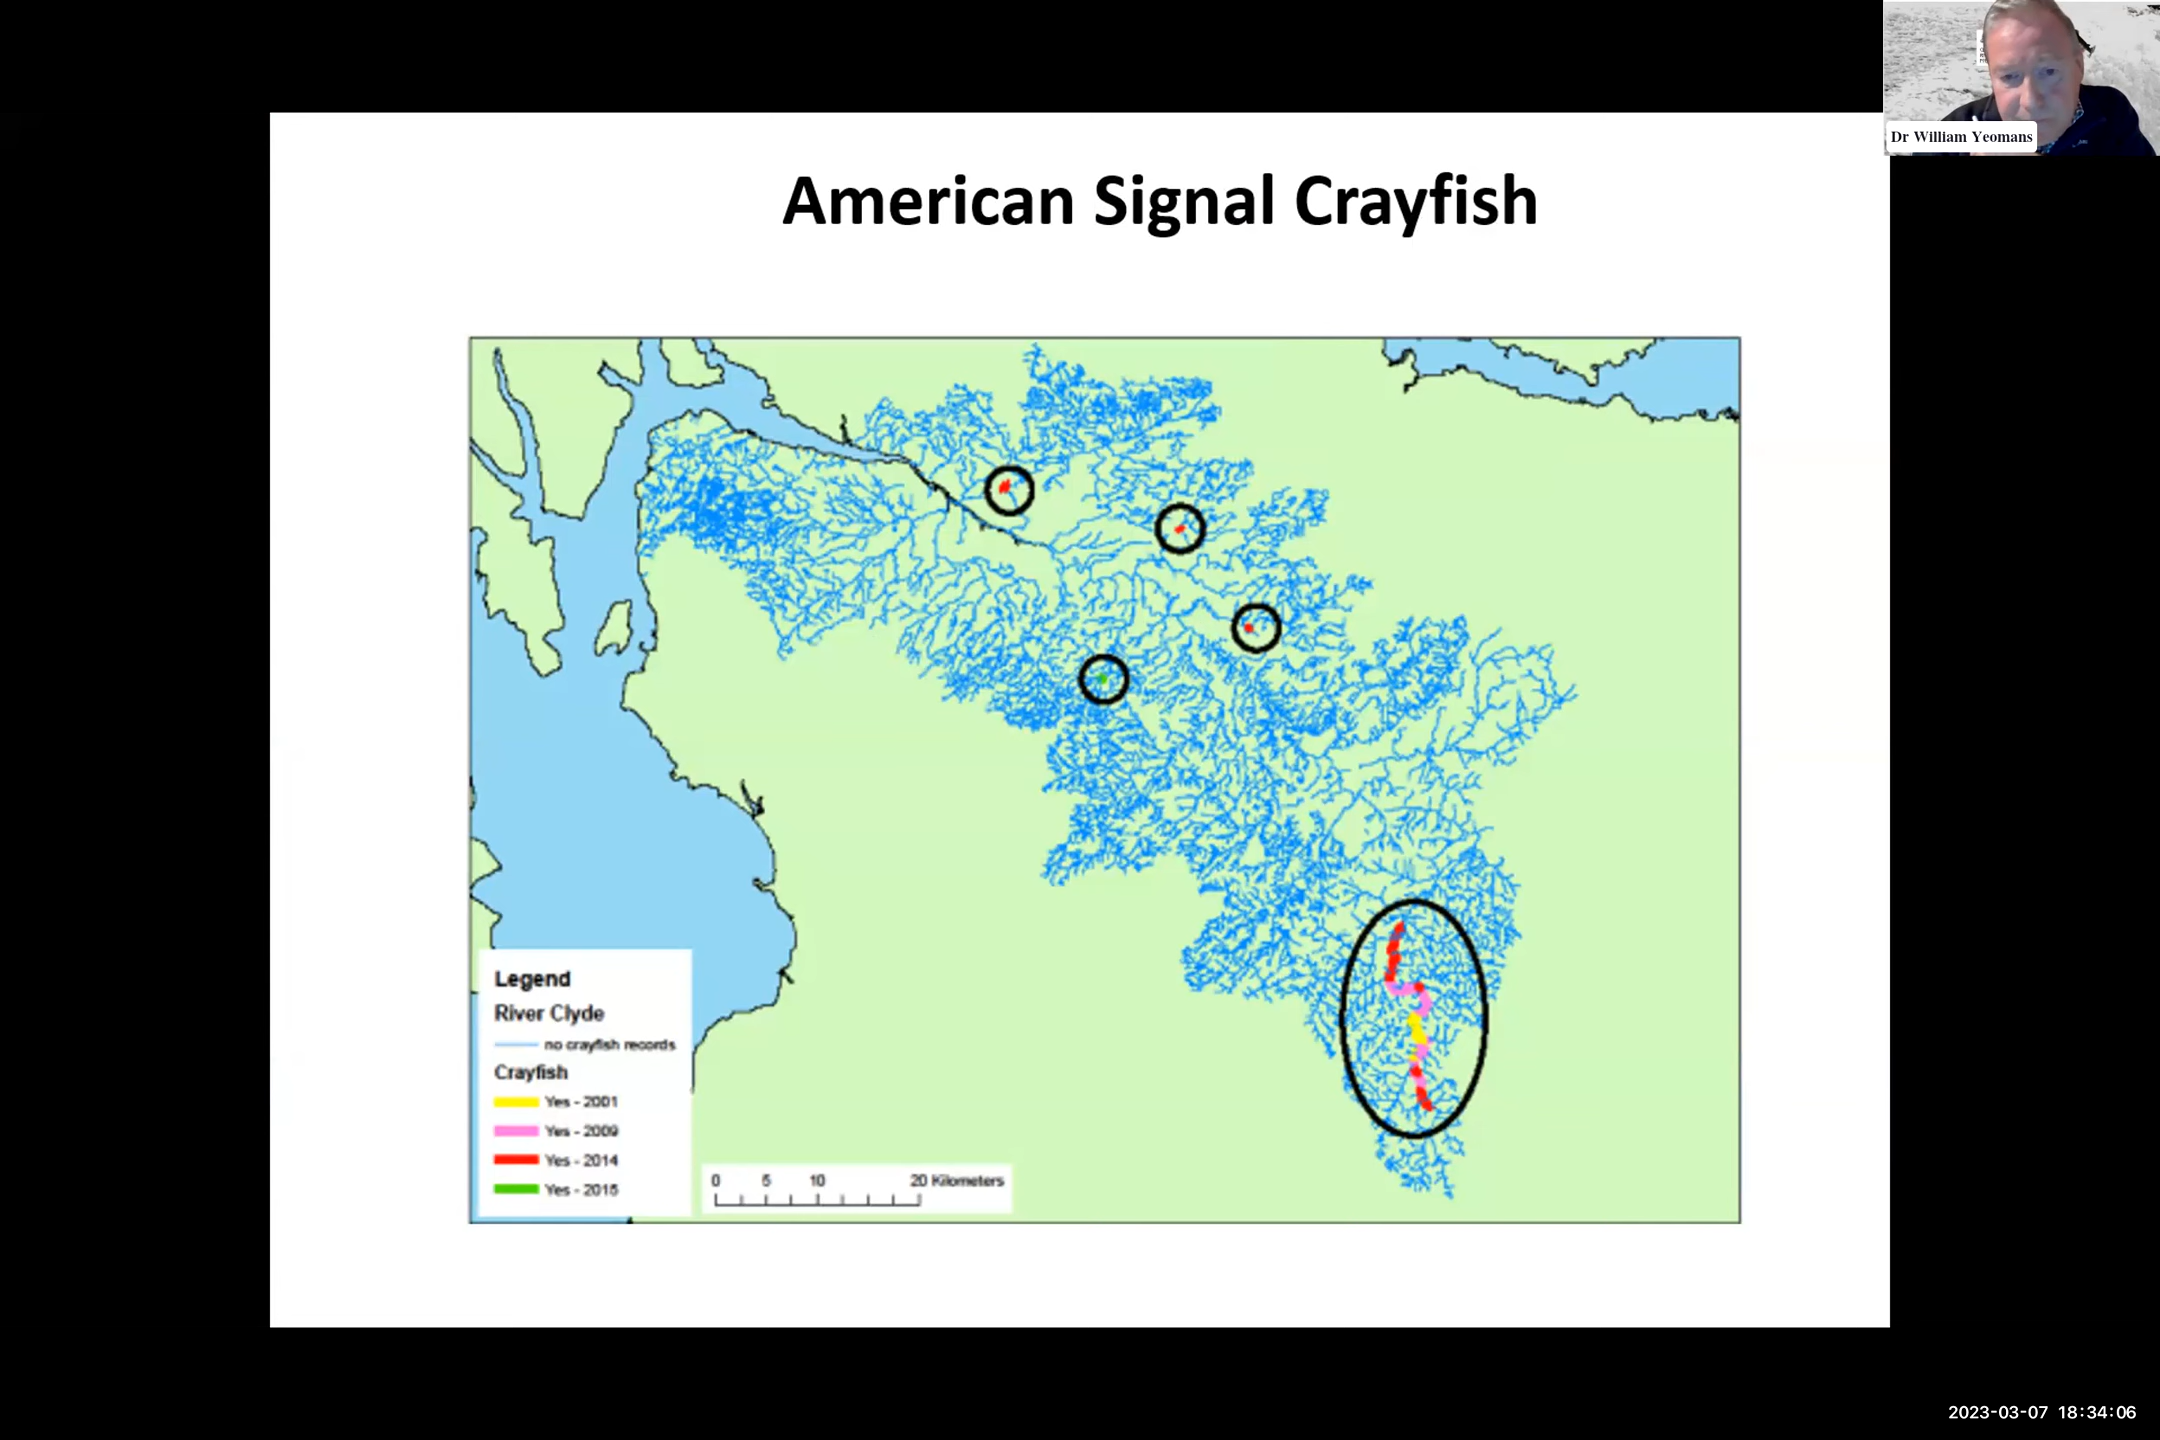 Dr William Yeomans
American Signal Crayfish
Legend
River Clyde
no crayfish records
Crayfish
Yes - 2001
Yes - 2009
Yes - 2014
Yes - 2015
0 5 10 20 Kilometers
2023-03-07 18:34:06